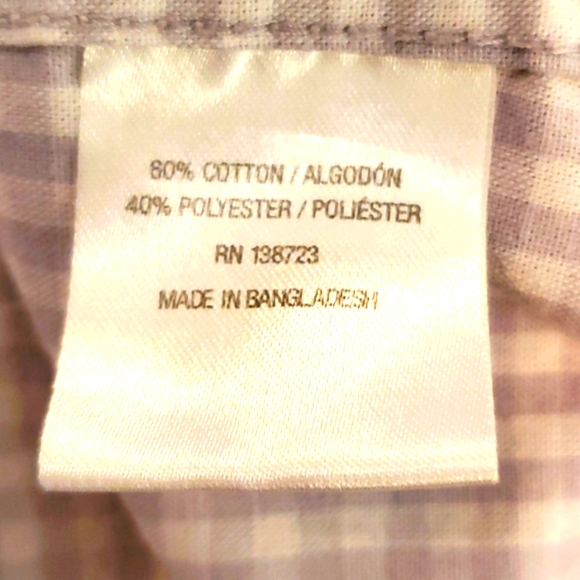 60% COTTON / ALGODÓN
40% POLYESTER / POLIÉSTER
RN 138723
MADE IN BANGLADESH